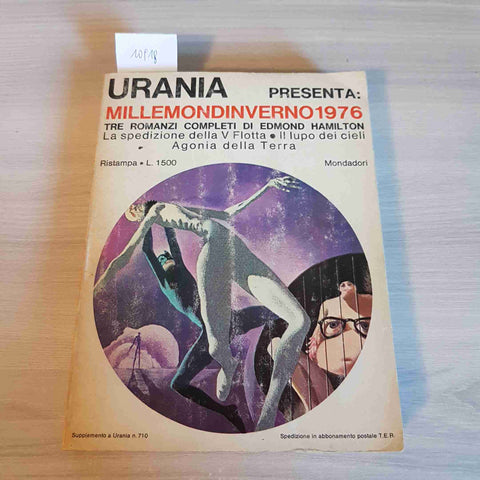 10F18
URANIA PRESENTA:
MILLEMONDINVERNO1976
TRE ROMANZI COMPLETI DI EDMOND HAMILTON
La spedizione della V Flotta • Il lupo dei cieli
Agonia della Terra
Ristampa • L. 1500 Mondadori
Supplemento a Urania n. 710 Spedizione in abbonamento postale T.E.R.